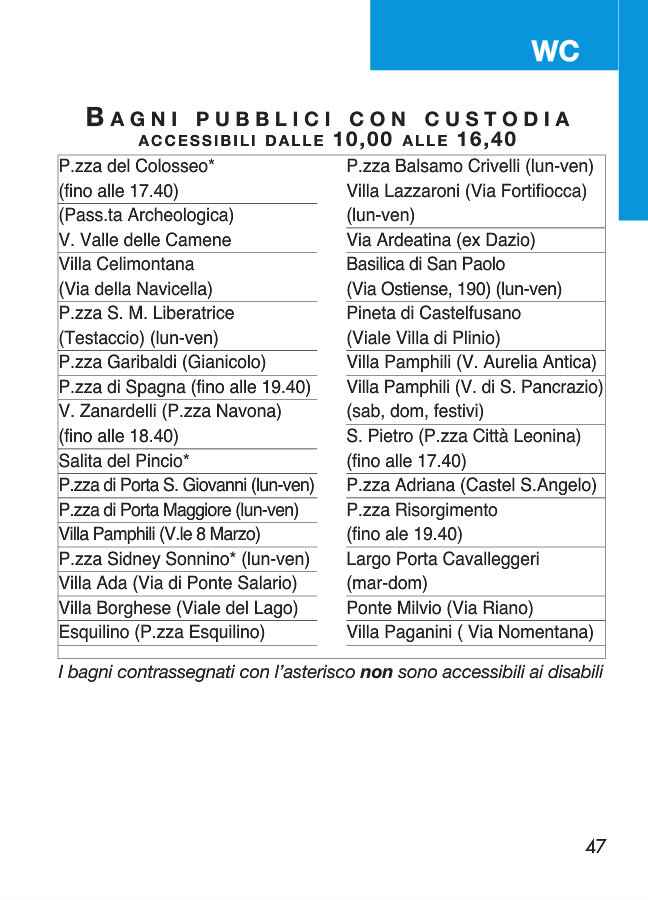 WC
BAGNI PUBBLICI CON CUSTODIA
ACCESSIBILI DALLE 10,00 ALLE 16,40
P.zza del Colosseo*
(fino alle 17.40)
(Pass.ta Archeologica)
V. Valle delle Camene
Villa Celimontana
(Via della Navicella)
P.zza S. M. Liberatrice
(Testaccio) (lun-ven)
P.zza Garibaldi (Gianicolo)
P.zza di Spagna (fino alle 19.40)
V. Zanardelli (P.zza Navona)
(fino alle 18.40)
Salita del Pincio*
P.zza di Porta S. Giovanni (lun-ven)
P.zza di Porta Maggiore (lun-ven)
Villa Pamphili (V.le 8 Marzo)
P.zza Sidney Sonnino* (lun-ven)
Villa Ada (Via di Ponte Salario)
Villa Borghese (Viale del Lago)
Esquilino (P.zza Esquilino)
P.zza Balsamo Crivelli (lun-ven)
Villa Lazzaroni (Via Fortifiocca)
(lun-ven)
Via Ardeatina (ex Dazio)
Basilica di San Paolo
(Via Ostiense, 190) (lun-ven)
Pineta di Castelfusano
(Viale Villa di Plinio)
Villa Pamphili (V. Aurelia Antica)
Villa Pamphili (V. di S. Pancrazio)
(sab, dom, festivi)
S. Pietro (P.zza Città Leonina)
(fino alle 17.40)
P.zza Adriana (Castel S.Angelo)
P.zza Risorgimento
(fino ale 19.40)
Largo Porta Cavalleggeri
(mar-dom)
Ponte Milvio (Via Riano)
Villa Paganini ( Via Nomentana)
I bagni contrassegnati con l'asterisco non sono accessibili ai disabili
47